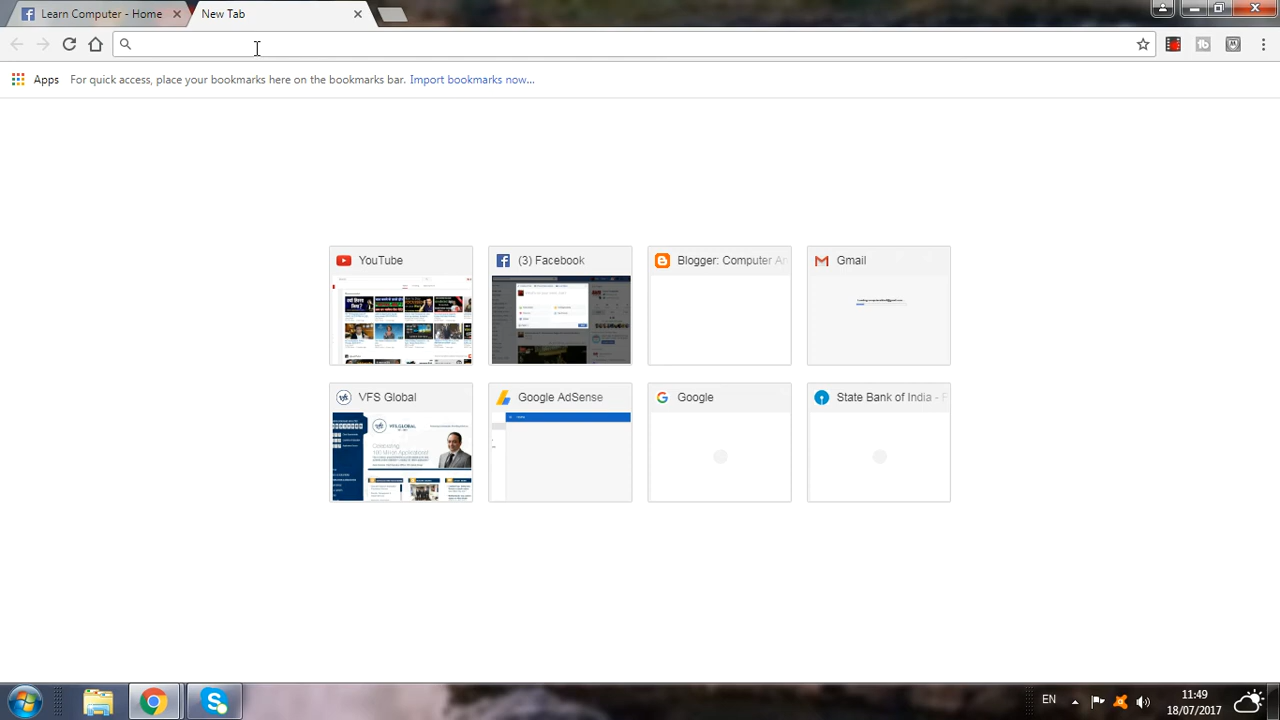 Learn Computer - Home
New Tab
Apps For quick access, place your bookmarks here on the bookmarks bar. Import bookmarks now...
YouTube
(3) Facebook
Blogger: Computer
Gmail
VFS Global
Google AdSense
Google
State Bank of India -
VFS.GLOBAL
EN
11:49
18/07/2017